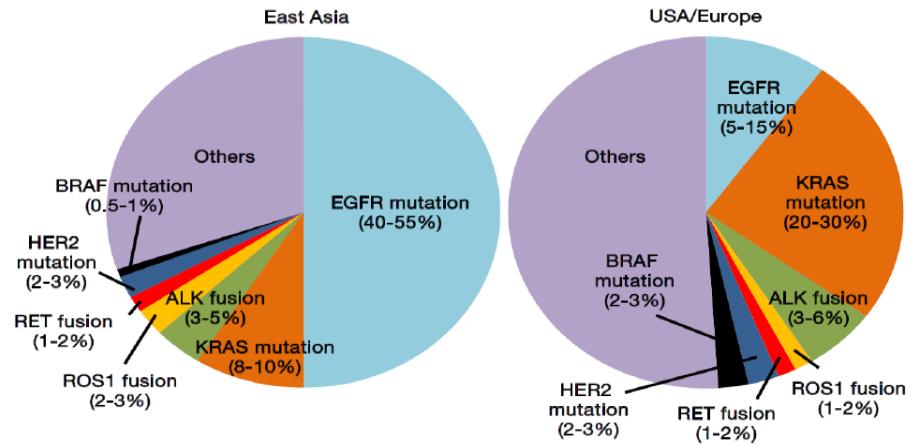 East Asia
Others
EGFR mutation
(40-55%)
BRAF mutation
(0.5-1%)
HER2
mutation
(2-3%)
RET fusion
(1-2%)
ROS1 fusion
(2-3%)
ALK fusion
(3-5%)
KRAS mutation
(8-10%)
USA/Europe
EGFR
mutation
(5-15%)
Others
KRAS
mutation
(20-30%)
BRAF
mutation
(2-3%)
ALK fusion
(3-6%)
HER2
mutation
(2-3%)
RET fusion
(1-2%)
ROS1 fusion
(1-2%)